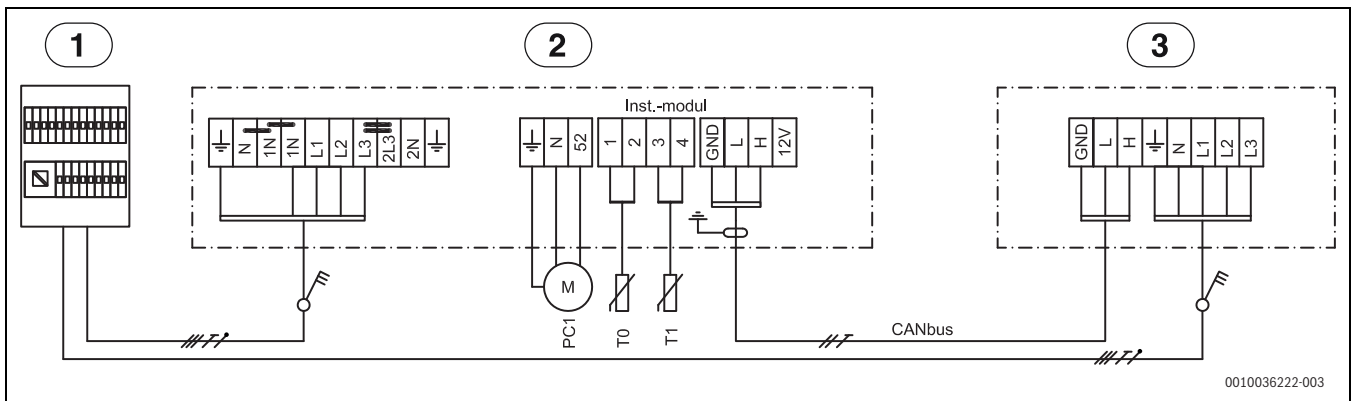 1
2
3
Inst.-modul
N 1N 1N L1 L2 L3 2L3 2N
N 52
1 2
3 4
GND L H 12V
GND L H
N L1 L2 L3
M
PC1
T0
T1
CANbus
0010036222-003